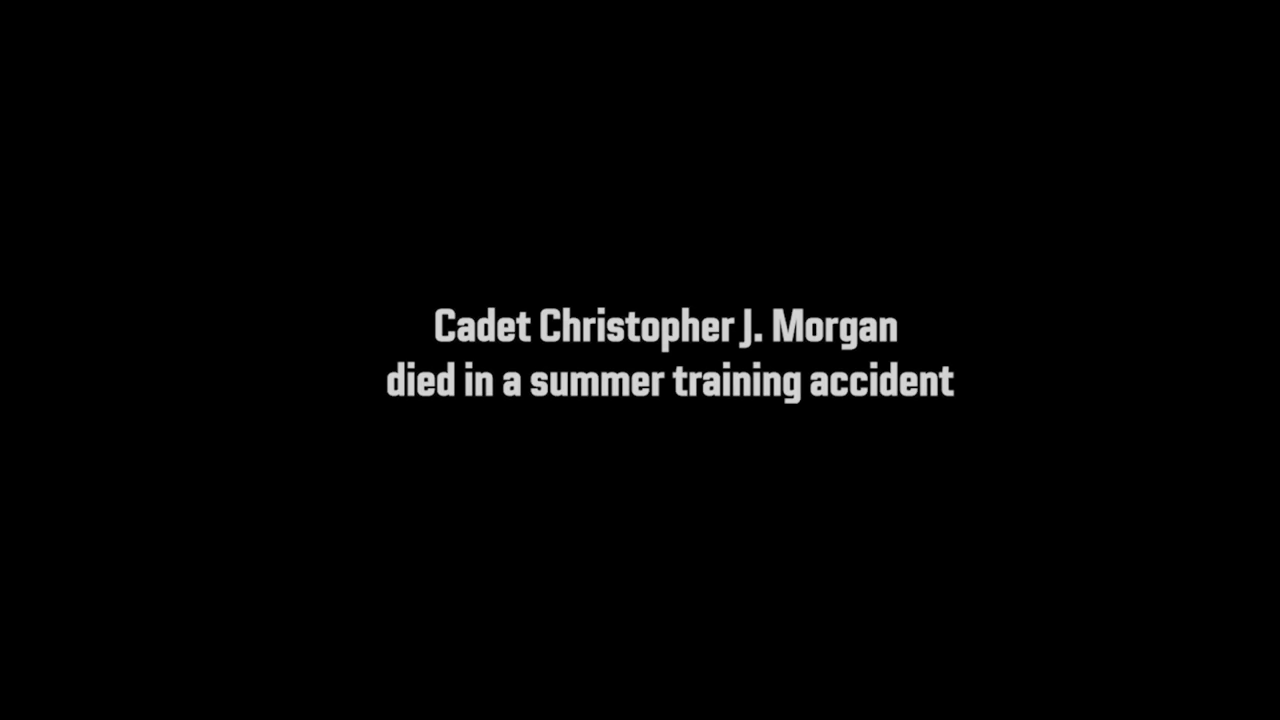 Cadet Christopher J. Morgan
died in a summer training accident